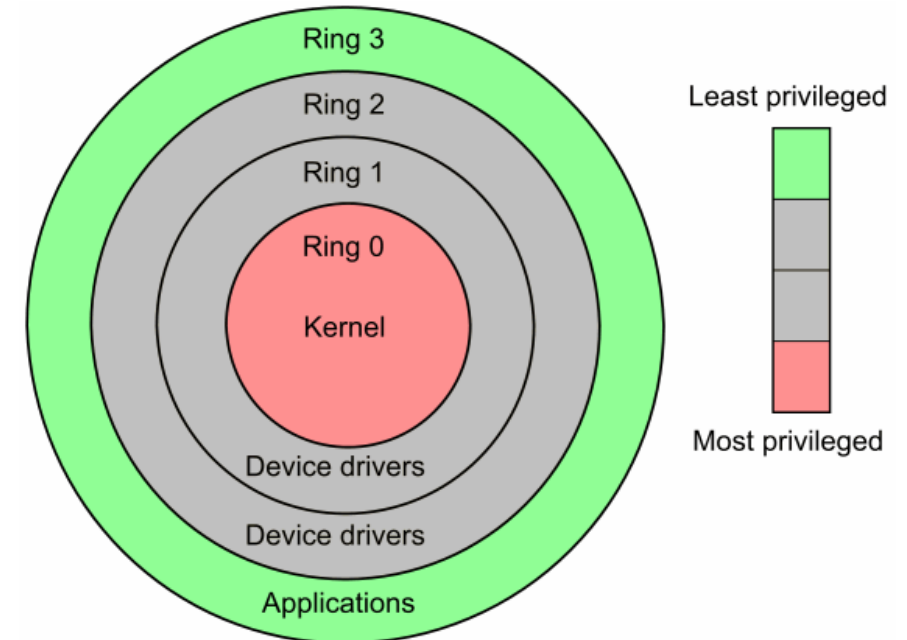 Ring 3
Ring 2
Ring 1
Ring 0
Kernel
Device drivers
Device drivers
Applications
Least privileged
Most privileged